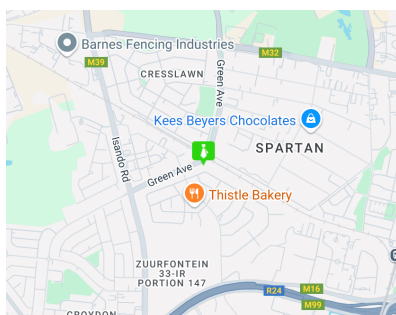 Barnes Fencing Industries
M32
M39
CRESSLAWN
Green Ave
Kees Beyers Chocolates
Isando Rd
SPARTAN
Green Ave
Thistle Bakery
ZUURFONTEIN
33-IR
PORTION 147
R24
M16
M99
CROYDON